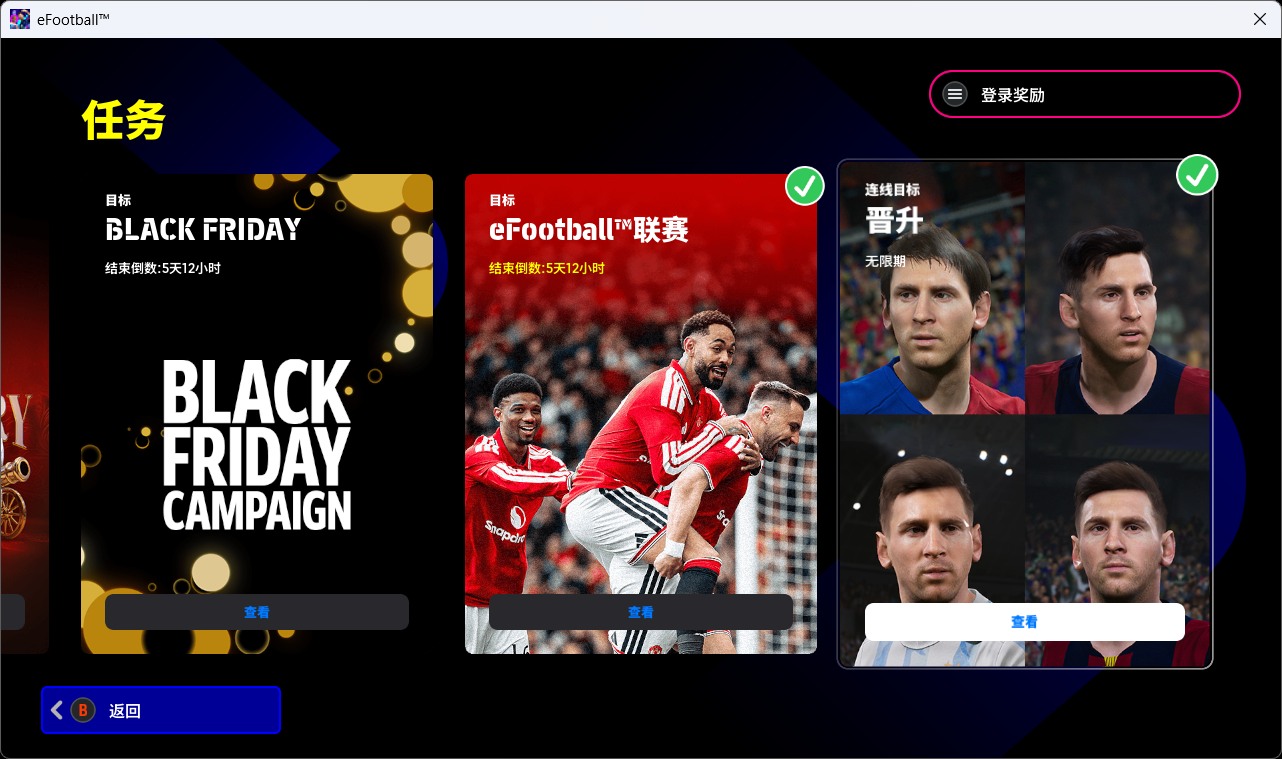 eFootball™
任务
登录奖励
目标
BLACK FRIDAY
结束倒数:5天12小时
BLACK
FRIDAY
CAMPAIGN
查看
目标
eFootball™联赛
结束倒数:5天12小时
Snapdra
查看
连线目标
晋升
无限期
查看
B 返回